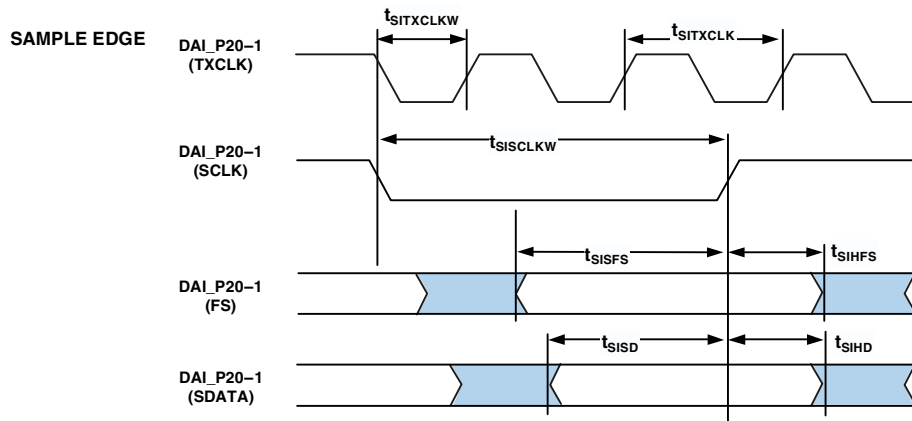 SAMPLE EDGE
DAI_P20–1
(TXCLK)
tSITXCLKW
tSITXCLK
DAI_P20–1
(SCLK)
tSISCLKW
DAI_P20–1
(FS)
tSISFS
tSIHFS
DAI_P20–1
(SDATA)
tSISD
tSIHD